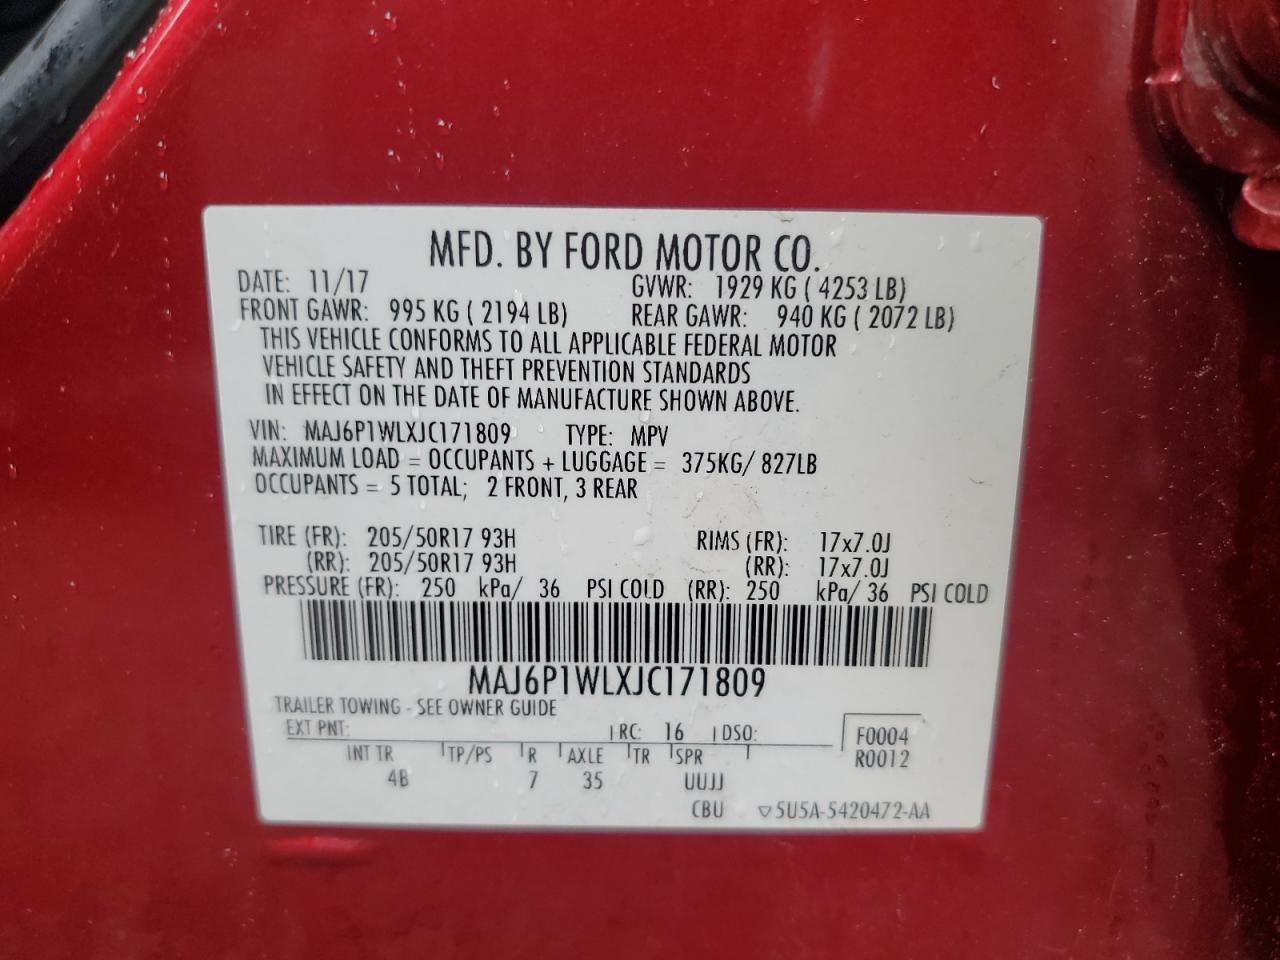 MFD. BY FORD MOTOR CO.
DATE: 11/17 GVWR: 1929 KG ( 4253 LB)
FRONT GAWR: 995 KG ( 2194 LB) REAR GAWR: 940 KG ( 2072 LB)
THIS VEHICLE CONFORMS TO ALL APPLICABLE FEDERAL MOTOR
VEHICLE SAFETY AND THEFT PREVENTION STANDARDS
IN EFFECT ON THE DATE OF MANUFACTURE SHOWN ABOVE.
VIN: MAJ6P1WLXJC171809 TYPE: MPV
MAXIMUM LOAD = OCCUPANTS + LUGGAGE = 375KG/ 827LB
OCCUPANTS = 5 TOTAL; 2 FRONT, 3 REAR
TIRE (FR): 205/50R17 93H RIMS (FR): 17x7.0J
(RR): 205/50R17 93H (RR): 17x7.0J
PRESSURE (FR): 250 kPa/ 36 PSI COLD (RR): 250 kPa/ 36 PSI COLD
MAJ6P1WLXJC171809
TRAILER TOWING - SEE OWNER GUIDE
EXT PNT: RC: 16 DSO: F0004
INT TR TP/PS R AXLE TR SPR R0012
4B 7 35 UUJJ
CBU ▽5U5A-5420472-AA